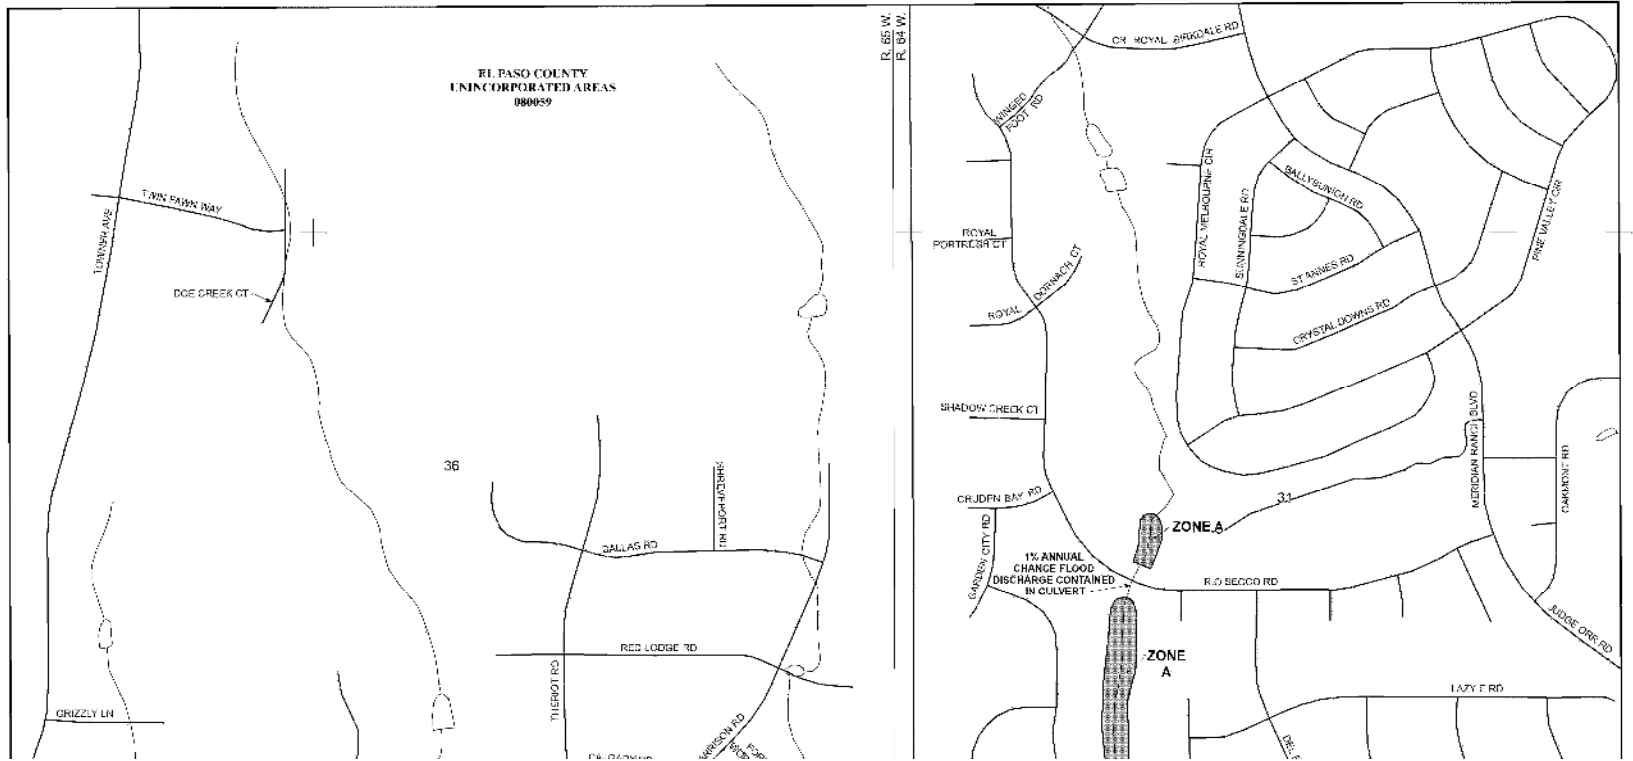 EL PASO COUNTY
UNINCORPORATED AREAS
080059
R. 65 W.
R. 64 W.
CR ROYAL BIRKDALE RD
WINGED
FOOT RD
TWIN FAWN WAY
TOWNER AVE
DOE CREEK CT
ROYAL MELBOURNE CIR
SUNNINGDALE RD
BALLYBUNION RD
PINE VALLEY CIR
ROYAL
PORTRUSH CT
ROYAL DORNACH CT
ST ANNES RD
CRYSTAL DOWNS RD
SHADOW CREEK CT
MERIDIAN RANCH BLVD
OAKMONT RD
36
31
SHREVEPORT RD
CRUDEN BAY RD
GARDEN CITY RD
ZONE A
DALLAS RD
1% ANNUAL
CHANCE FLOOD
DISCHARGE CONTAINED
IN CULVERT
RIO SECCO RD
JUDGE ORR RD
RED LODGE RD
THERIOT RD
ZONE
A
LAZY E RD
GRIZZLY LN
ARRISON RD